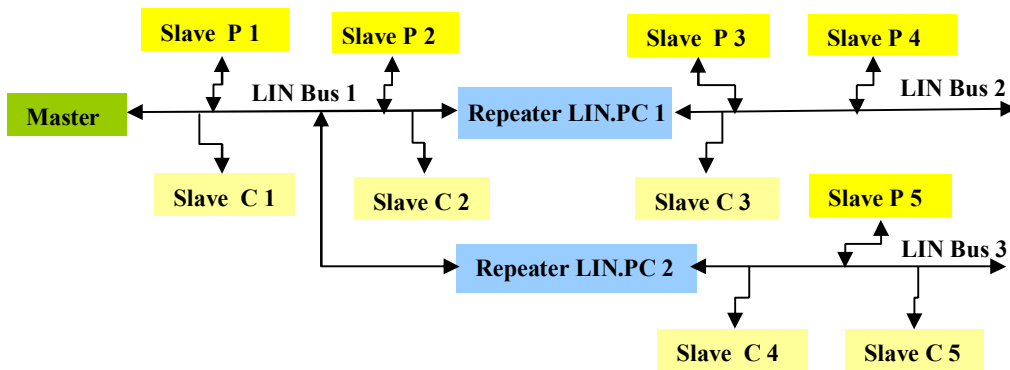 Slave P 1
Slave P 2
Slave P 3
Slave P 4
LIN Bus 1
LIN Bus 2
Master
Repeater LIN.PC 1
Slave C 1
Slave C 2
Slave C 3
Slave P 5
LIN Bus 3
Repeater LIN.PC 2
Slave C 4
Slave C 5